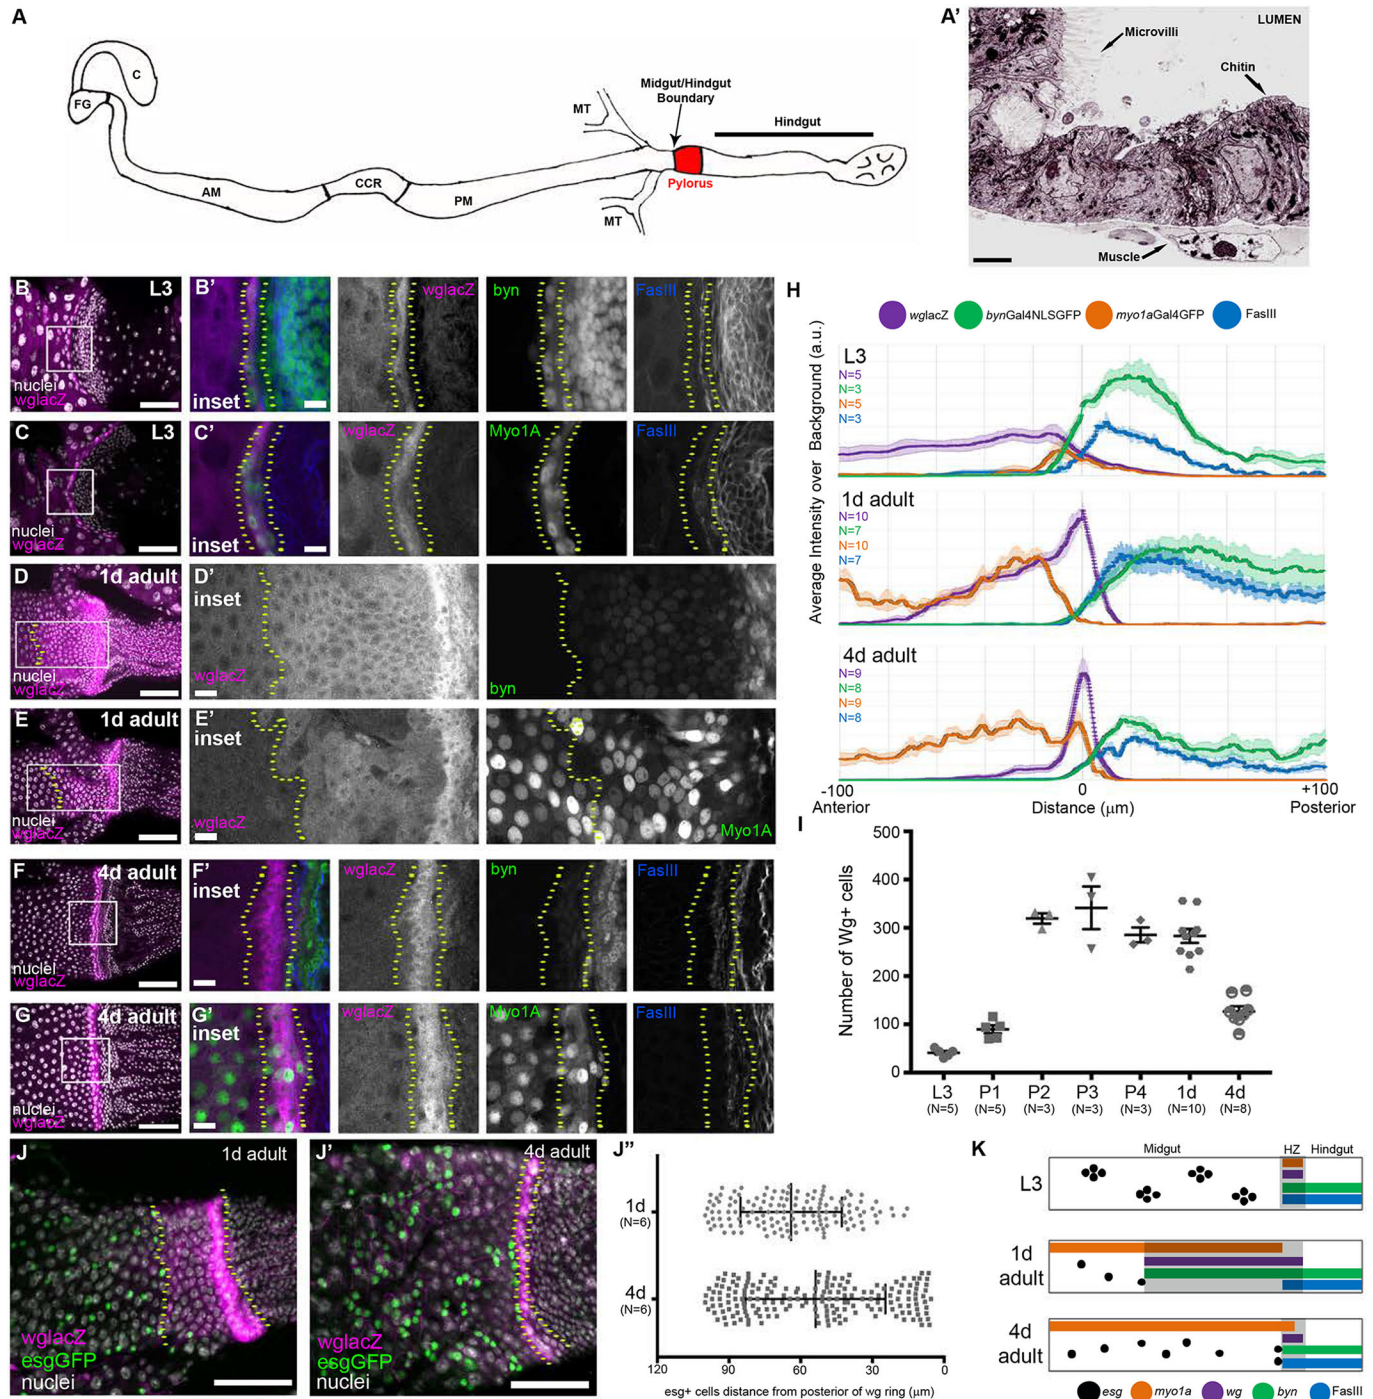 A
C
FG
AM
CCR
PM
MT
MT
Midgut/Hindgut
Boundary
Pylorus
Hindgut
A'
LUMEN
Microvilli
Chitin
Muscle
B
L3
nuclei
wglacZ
B'
inset
wglacZ
byn
FasIII
C
L3
nuclei
wglacZ
C'
inset
wglacZ
Myo1A
FasIII
D
1d adult
nuclei
wglacZ
D'
inset
wglacZ
byn
E
1d adult
nuclei
wglacZ
E'
inset
wglacZ
Myo1A
F
4d adult
nuclei
wglacZ
F'
inset
wglacZ
byn
FasIII
G
4d adult
nuclei
wglacZ
G'
inset
wglacZ
Myo1A
FasIII
H
wglacZ
bynGal4NLSGFP
myo1aGal4GFP
FasIII
Average Intensity over Background (a.u.)
L3
N=5
N=3
N=5
N=3
1d adult
N=10
N=7
N=10
N=7
4d adult
N=9
N=8
N=9
N=8
-100
0
+100
Anterior
Distance (μm)
Posterior
I
Number of Wg+ cells
500
400
300
200
100
0
L3 P1 P2 P3 P4 1d 4d
(N=5) (N=5) (N=3) (N=3) (N=3) (N=10) (N=8)
J
1d adult
wglacZ
esgGFP
nuclei
J'
4d adult
wglacZ
esgGFP
nuclei
J''
1d
(N=6)
4d
(N=6)
120 90 60 30 0
esg+ cells distance from posterior of wg ring (μm)
K
Midgut
HZ
Hindgut
L3
1d
adult
4d
adult
esg
myo1a
wg
byn
FasIII